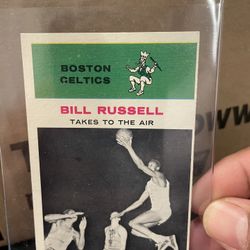 BOSTON
CELTICS
BILL RUSSELL
TAKES TO THE AIR